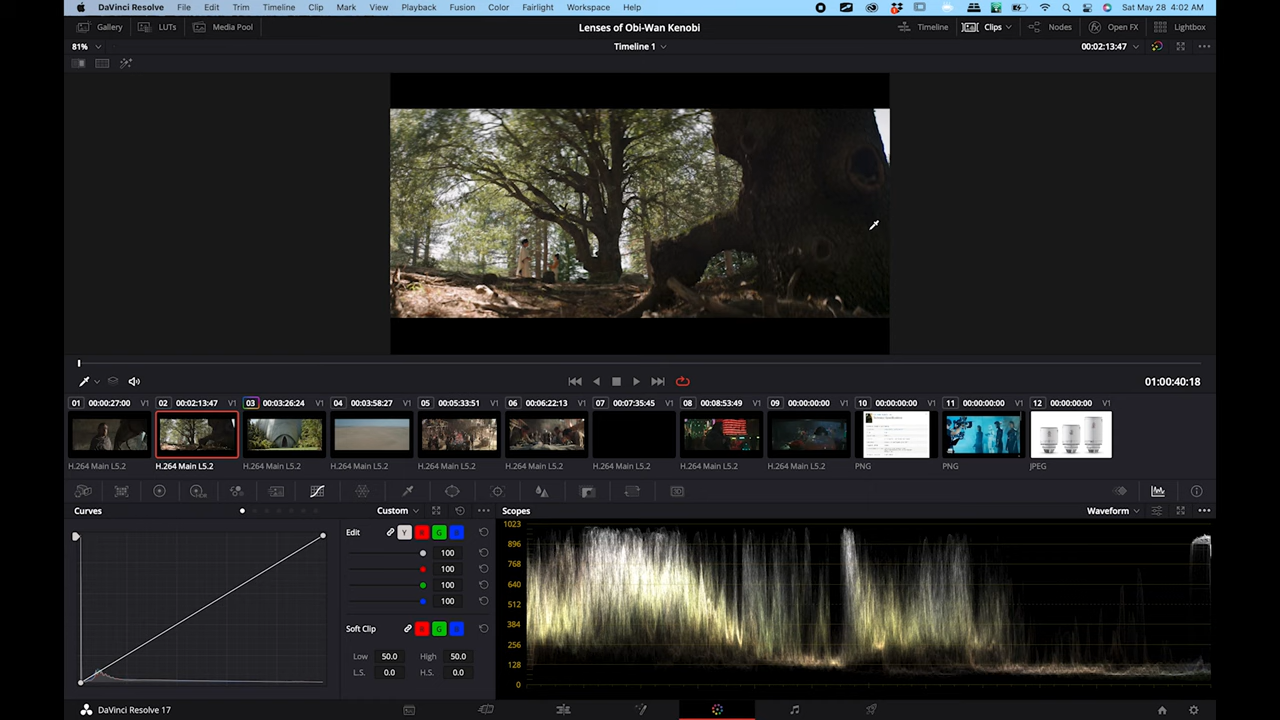 DaVinci Resolve File Edit Trim Timeline Clip Mark View Playback Fusion Color Fairlight Workspace Help Sat May 28 4:02 AM
Gallery LUTs Media Pool Lenses of Obi-Wan Kenobi Timeline Clips Nodes Open FX Lightbox
81% Timeline 1 00:02:13:47
01:00:40:18
01 00:00:27:00 V1 02 00:02:13:47 V1 03 00:03:26:24 V1 04 00:03:58:27 V1 05 00:05:33:51 V1 06 00:06:22:13 V1 07 00:07:35:45 V1 08 00:08:53:49 V1 09 00:00:00:00 V1 10 00:00:00:00 V1 11 00:00:00:00 V1 12 00:00:00:00 V1
H.264 Main L5.2 H.264 Main L5.2 H.264 Main L5.2 H.264 Main L5.2 H.264 Main L5.2 H.264 Main L5.2 H.264 Main L5.2 H.264 Main L5.2 H.264 Main L5.2 PNG PNG JPEG
Curves Custom Scopes Waveform
Edit Y R G B
100
100
100
100
Soft Clip R G B
Low 50.0 High 50.0
L.S. 0.0 H.S. 0.0
1023
896
768
640
512
384
256
128
0
DaVinci Resolve 17